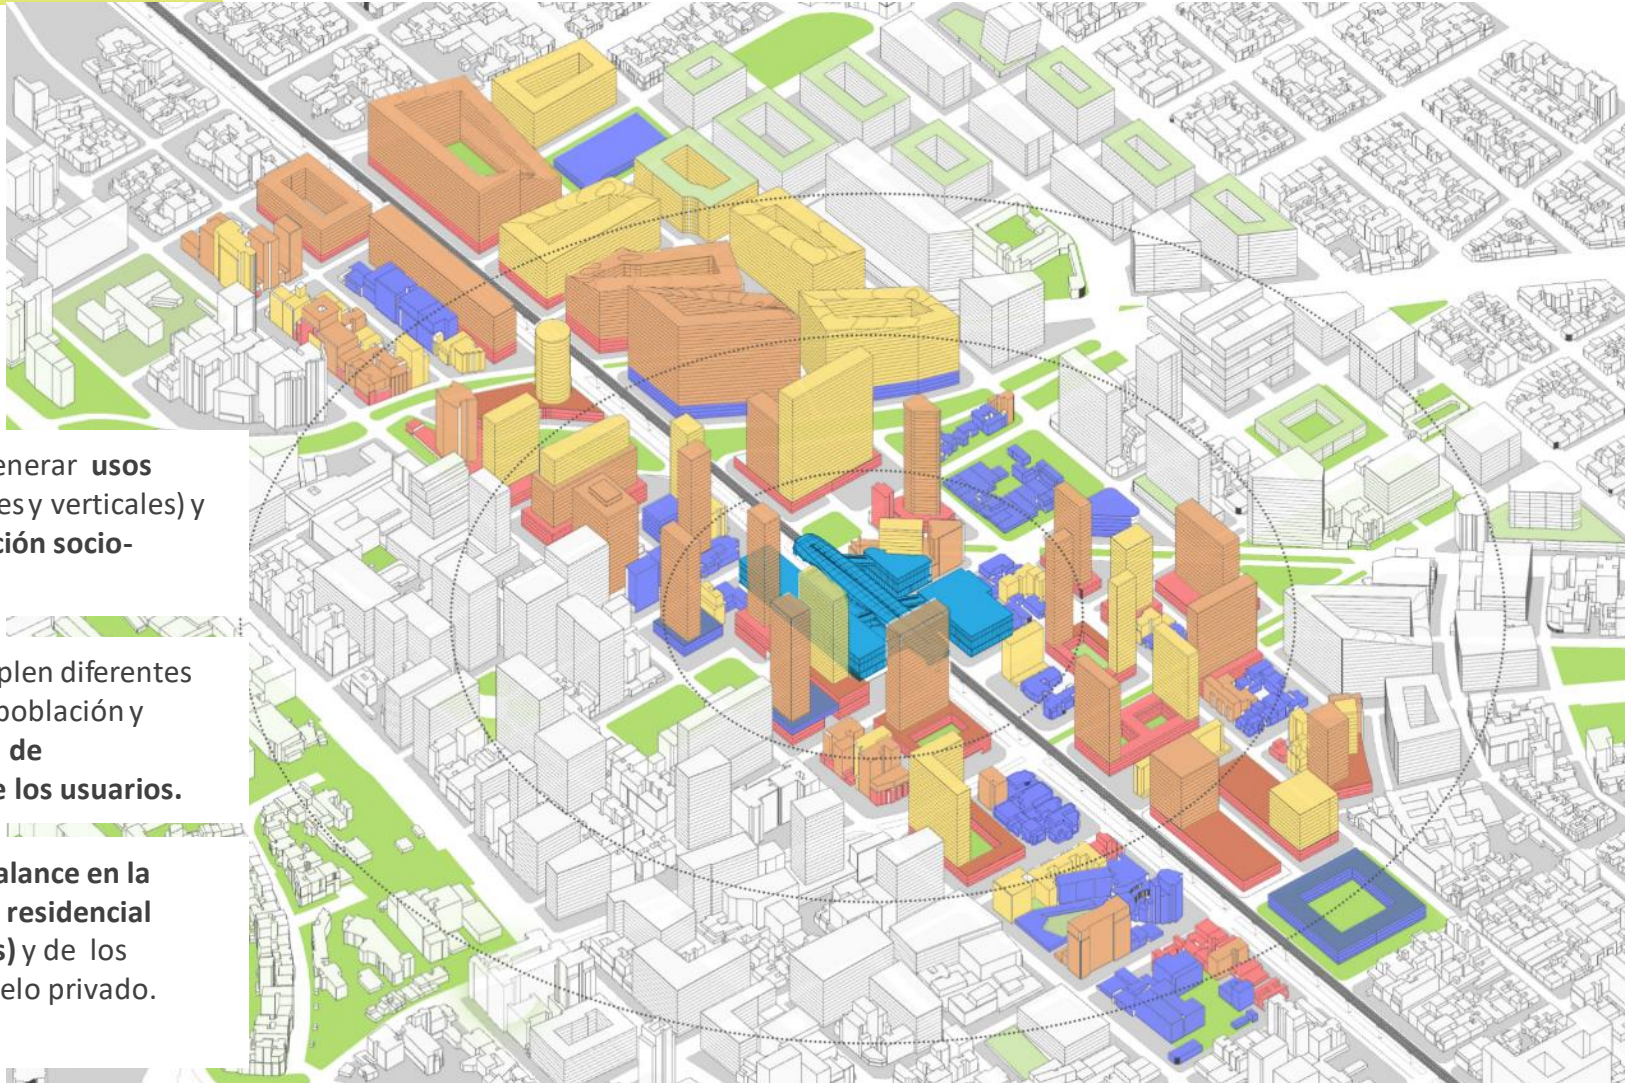 enerar usos
es y verticales) y
ción socio-
plen diferentes
población y
de
e los usuarios.
alance en la
residencial
s) y de los
elo privado.